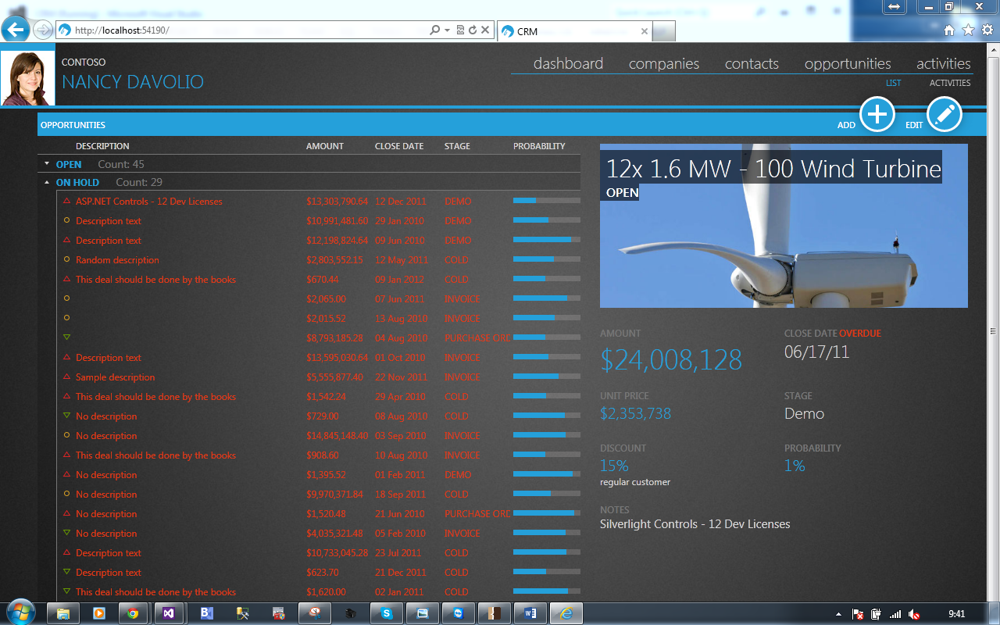 http://localhost:54190/
CRM
CONTOSO
NANCY DAVOLIO
dashboard companies contacts opportunities activities
LIST ACTIVITIES
OPPORTUNITIES
ADD EDIT
DESCRIPTION AMOUNT CLOSE DATE STAGE PROBABILITY
OPEN Count: 45
ON HOLD Count: 29
ASP.NET Controls - 12 Dev Licenses $13,303,790.64 12 Dec 2011 DEMO
Description text $10,991,481.60 29 Jan 2010 DEMO
Description text $12,198,824.64 09 Jun 2010 DEMO
Random description $2,803,552.15 12 May 2011 COLD
This deal should be done by the books $670.44 09 Jan 2012 COLD
$2,065.00 07 Jun 2011 INVOICE
$2,015.52 13 Aug 2010 INVOICE
$8,793,185.28 04 Aug 2010 PURCHASE ORD
Description text $13,595,030.64 01 Oct 2010 INVOICE
Sample description $5,555,877.40 22 Nov 2011 INVOICE
This deal should be done by the books $1,542.24 29 Apr 2010 COLD
No description $729.00 08 Aug 2010 COLD
No description $14,845,148.40 03 Sep 2010 INVOICE
This deal should be done by the books $908.60 10 Aug 2010 INVOICE
No description $1,395.52 01 Feb 2011 DEMO
No description $9,970,371.84 18 Sep 2011 COLD
No description $1,520.48 21 Jun 2010 PURCHASE ORD
No description $4,035,321.48 05 Feb 2010 INVOICE
Description text $10,733,045.28 23 Jul 2011 COLD
Description text $623.70 21 Dec 2011 COLD
This deal should be done by the books $1,620.00 02 Jan 2011 COLD
12x 1.6 MW - 100 Wind Turbine
OPEN
AMOUNT
$24,008,128
CLOSE DATE OVERDUE
06/17/11
UNIT PRICE
$2,353,738
STAGE
Demo
DISCOUNT
15%
regular customer
PROBABILITY
1%
NOTES
Silverlight Controls - 12 Dev Licenses
9:41